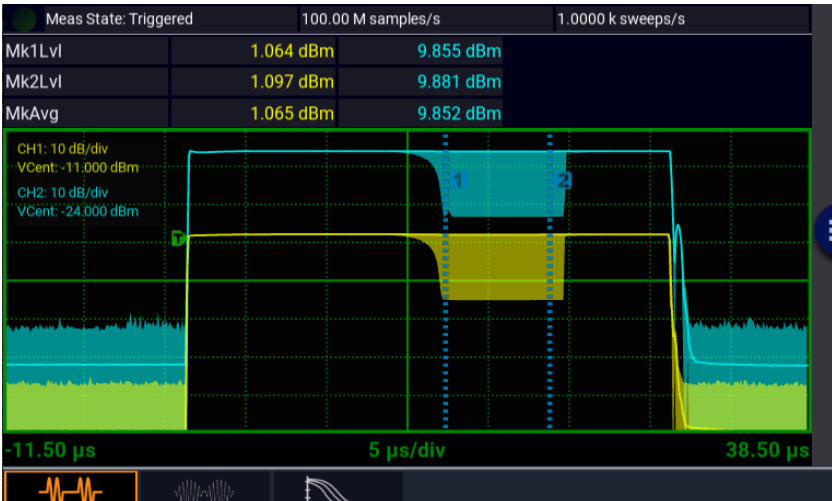 Meas State: Triggered 100.00 M samples/s 1.0000 k sweeps/s
Mk1Lvl 1.064 dBm 9.855 dBm
Mk2Lvl 1.097 dBm 9.881 dBm
MkAvg 1.065 dBm 9.852 dBm
CH1: 10 dB/div
VCent: -11.000 dBm
CH2: 10 dB/div
VCent: -24.000 dBm
1 2
T
-11.50 µs 5 µs/div 38.50 µs